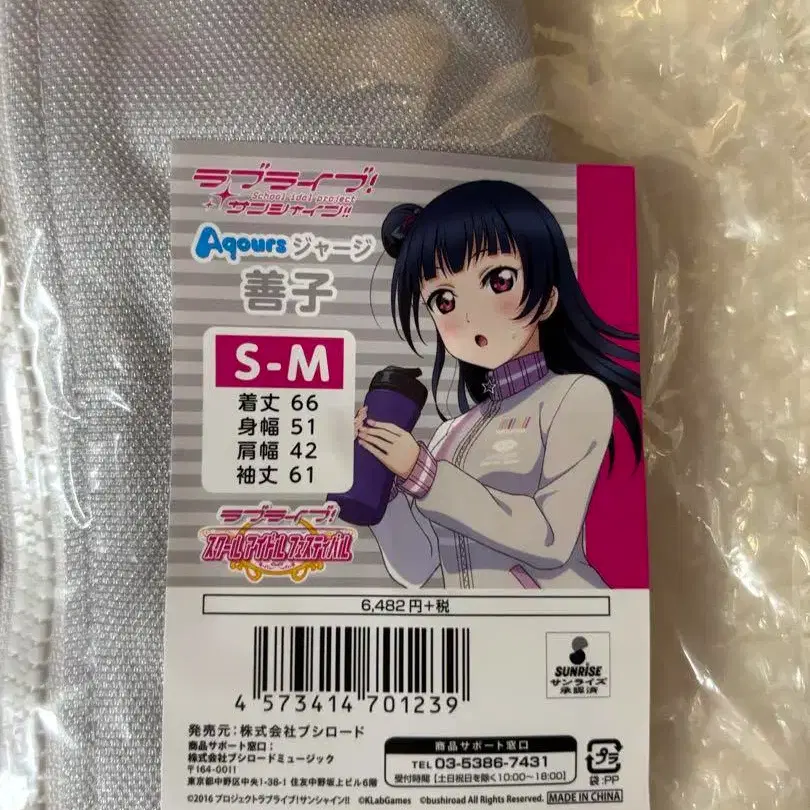 ラブライブ!
School idol project
サンシャイン!!
Aqours ジャージ
善子
S-M
着丈 66
身幅 51
肩幅 42
袖丈 61
ラブライブ!
スクールアイドルフェスティバル
6,482円+税
4 573414 701239
SUNRISE
サンライズ
承認済
発売元:株式会社ブシロード
商品サポート窓口:
株式会社ブシロードミュージック
〒164-0011
東京都中野区中央1-38-1 住友中野坂上ビル6階
商品サポート窓口
TEL 03-5386-7431
受付時間【土日祝日を除く10:00~18:00】
プラ
袋:PP
©2016 プロジェクトラブライブ!サンシャイン!! ©KLabGames ©bushiroad All Rights Reserved. MADE IN CHINA